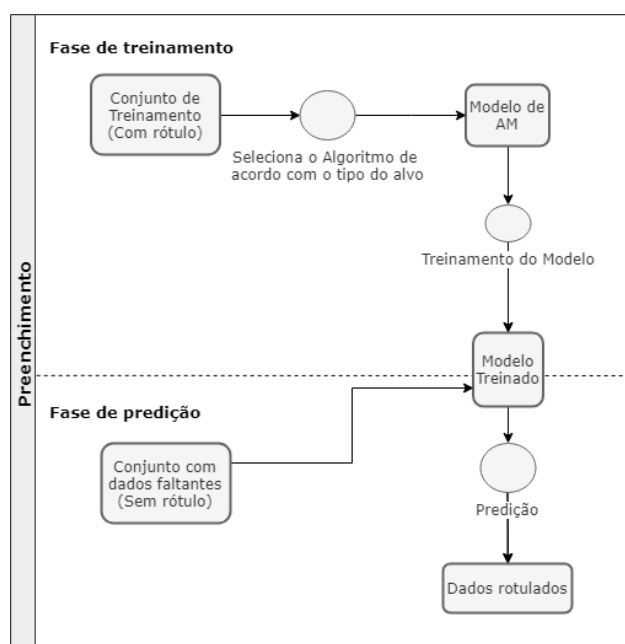 Preenchimento
Fase de treinamento
Conjunto de
Treinamento
(Com rótulo)
Seleciona o Algoritmo de
acordo com o tipo do alvo
Modelo de
AM
Treinamento do Modelo
Modelo
Treinado
Fase de predição
Conjunto com
dados faltantes
(Sem rótulo)
Predição
Dados rotulados